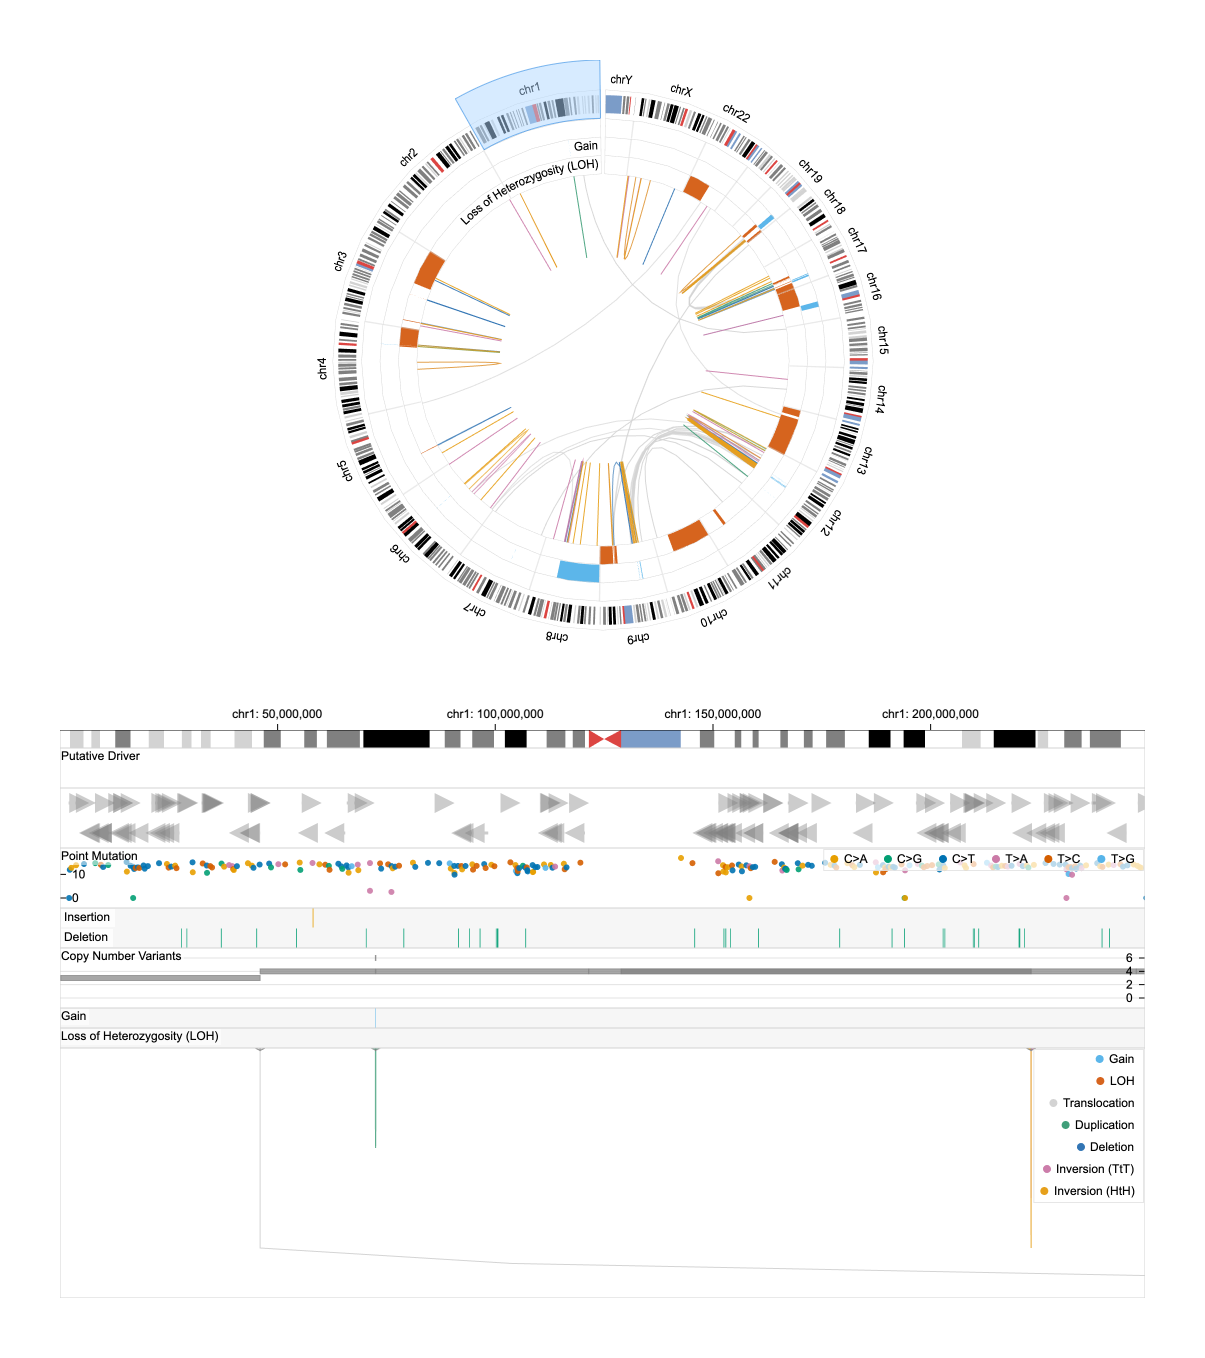 chr1
chrY
chrX
chr22
chr19
chr18
chr17
chr16
chr15
chr14
chr13
chr12
chr11
chr10
chr9
chr8
chr7
chr6
chr5
chr4
chr3
chr2
Gain
Loss of Heterozygosity (LOH)
chr1: 50,000,000 chr1: 100,000,000 chr1: 150,000,000 chr1: 200,000,000
Putative Driver
Point Mutation
C>A C>G C>T T>A T>C T>G
10
0
Insertion
Deletion
Copy Number Variants
6
4
2
0
Gain
Loss of Heterozygosity (LOH)
Gain
LOH
Translocation
Duplication
Deletion
Inversion (TtT)
Inversion (HtH)